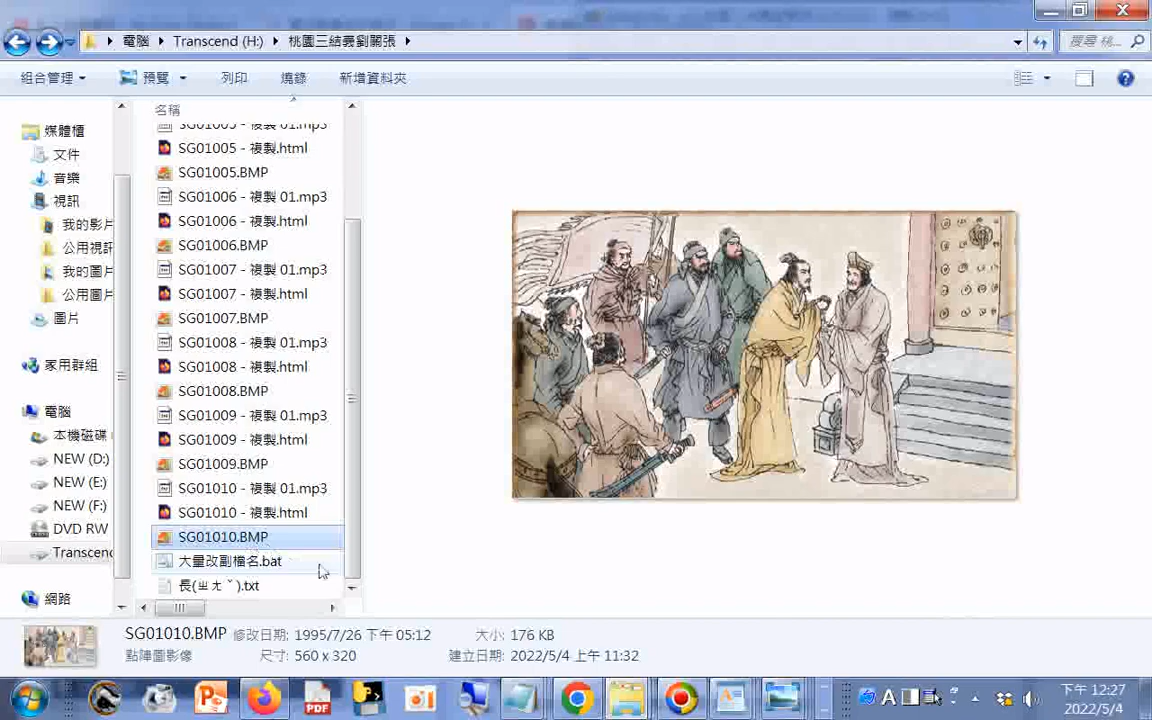 電腦 Transcend (H:) 桃園三結義劉關張
搜尋 桃...
組合管理 預覽 列印 燒錄 新增資料夾
名稱
媒體櫃
文件
音樂
視訊
我的影片
公用視訊
我的圖片
公用圖片
圖片
家用群組
電腦
本機磁碟
NEW (D:)
NEW (E:)
NEW (F:)
DVD RW
Transcend
網路
SG01005 - 複製 01.mp3
SG01005 - 複製.html
SG01005.BMP
SG01006 - 複製 01.mp3
SG01006 - 複製.html
SG01006.BMP
SG01007 - 複製 01.mp3
SG01007 - 複製.html
SG01007.BMP
SG01008 - 複製 01.mp3
SG01008 - 複製.html
SG01008.BMP
SG01009 - 複製 01.mp3
SG01009 - 複製.html
SG01009.BMP
SG01010 - 複製 01.mp3
SG01010 - 複製.html
SG01010.BMP
大量改副檔名.bat
長(ㄓㄤˇ).txt
SG01010.BMP 修改日期: 1995/7/26 下午 05:12 大小: 176 KB
點陣圖影像 尺寸: 560 x 320 建立日期: 2022/5/4 上午 11:32
PDF
A
下午 12:27
2022/5/4